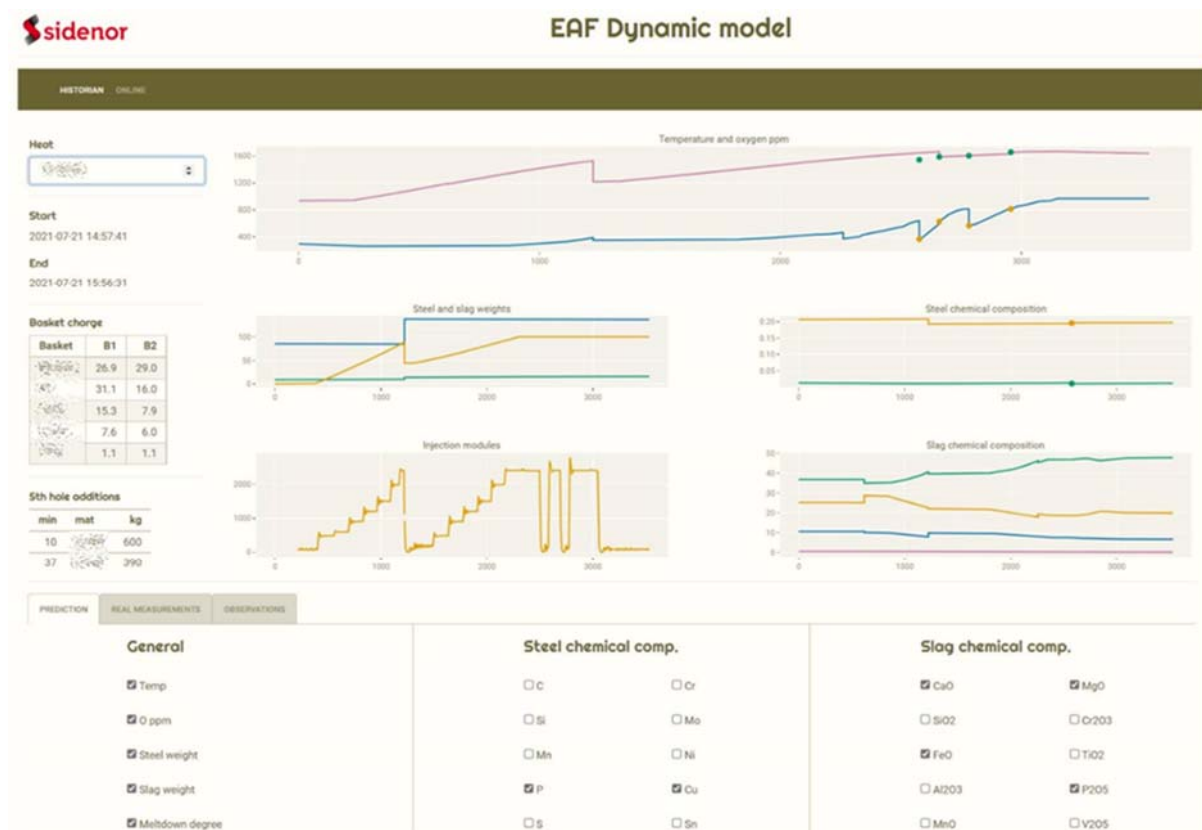 sidenor
EAF Dynamic model
HISTORIAN ONLINE
Heat
Start
2021-07-21 14:57:41
End
2021-07-21 15:56:31
Basket charge
Basket B1 B2
26.9 29.0
31.1 16.0
15.3 7.9
7.6 6.0
1.1 1.1
5th hole additions
min mat kg
10 600
37 390
Temperature and oxygen ppm
1600
1200
800
400
0 1000 2000 3000
Steel and slag weights
100
50
0
0 1000 2000 3000
Steel chemical composition
0.20
0.15
0.10
0.05
0 1000 2000 3000
Injection modules
2000
1000
0
0 1000 2000 3000
Slag chemical composition
50
40
30
20
10
0
0 1000 2000 3000
PREDICTION REAL MEASUREMENTS OBSERVATIONS
General
Temp
O ppm
Steel weight
Slag weight
Meltdown degree
Steel chemical comp.
C Cr
Si Mo
Mn Ni
P Cu
S Sn
Slag chemical comp.
CaO MgO
SiO2 Cr2O3
FeO TiO2
Al2O3 P2O5
MnO V2O5